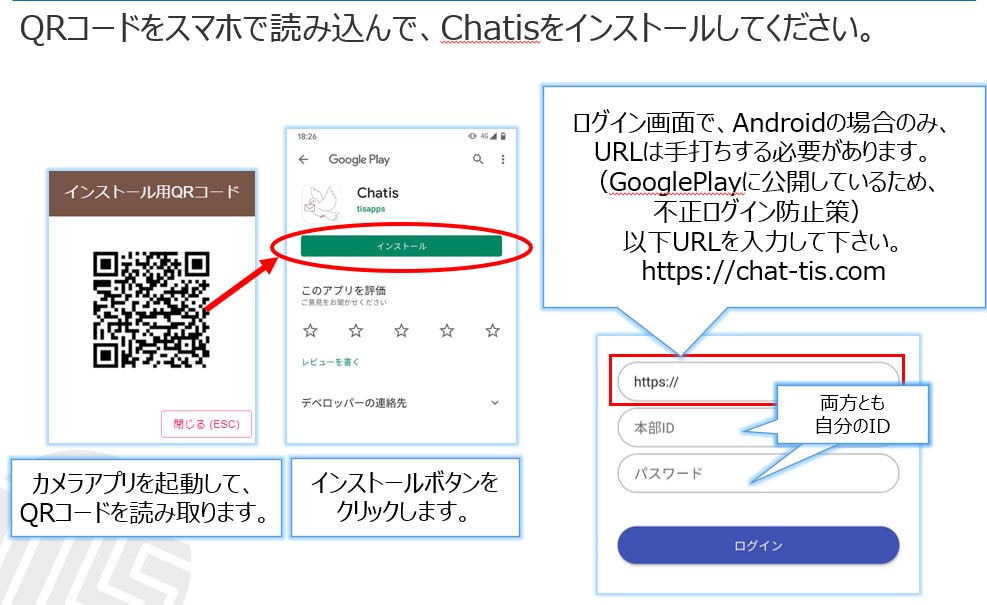 QRコードをスマホで読み込んで、Chatisをインストールしてください。
インストール用QRコード
閉じる (ESC)
カメラアプリを起動して、
QRコードを読み取ります。
18:26
4G
Google Play
Chatis
tisapps
インストール
このアプリを評価
ご意見をお聞かせください
レビューを書く
デベロッパーの連絡先
インストールボタンを
クリックします。
ログイン画面で、Androidの場合のみ、
URLは手打ちする必要があります。
（GooglePlayに公開しているため、
不正ログイン防止策）
以下URLを入力して下さい。
https://chat-tis.com
https://
本部ID
パスワード
両方とも
自分のID
ログイン